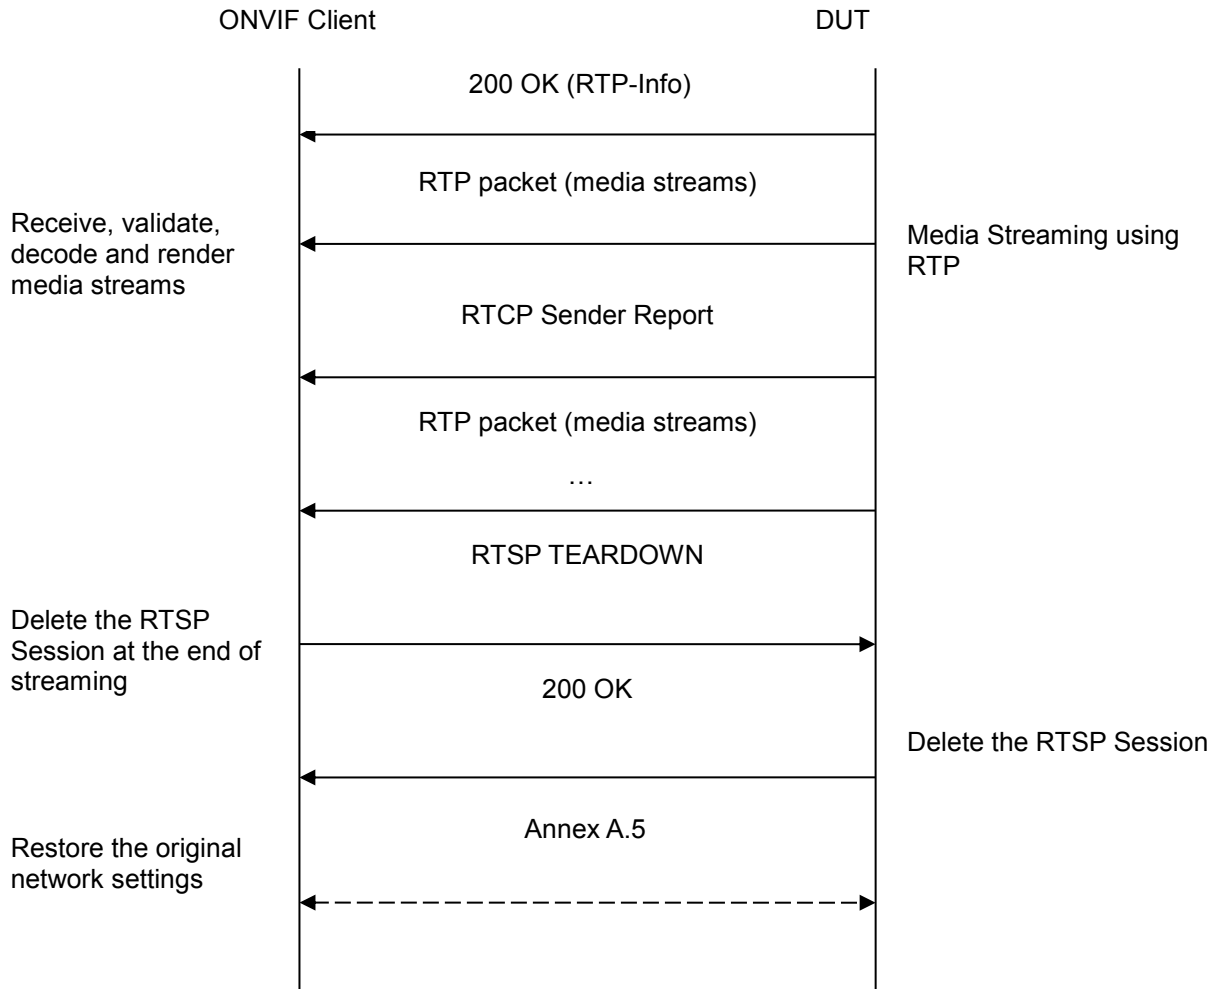 ONVIF Client
DUT
200 OK (RTP-Info)
RTP packet (media streams)
Receive, validate,
decode and render
media streams
Media Streaming using
RTP
RTCP Sender Report
RTP packet (media streams)
…
RTSP TEARDOWN
Delete the RTSP
Session at the end of
streaming
200 OK
Delete the RTSP Session
Annex A.5
Restore the original
network settings